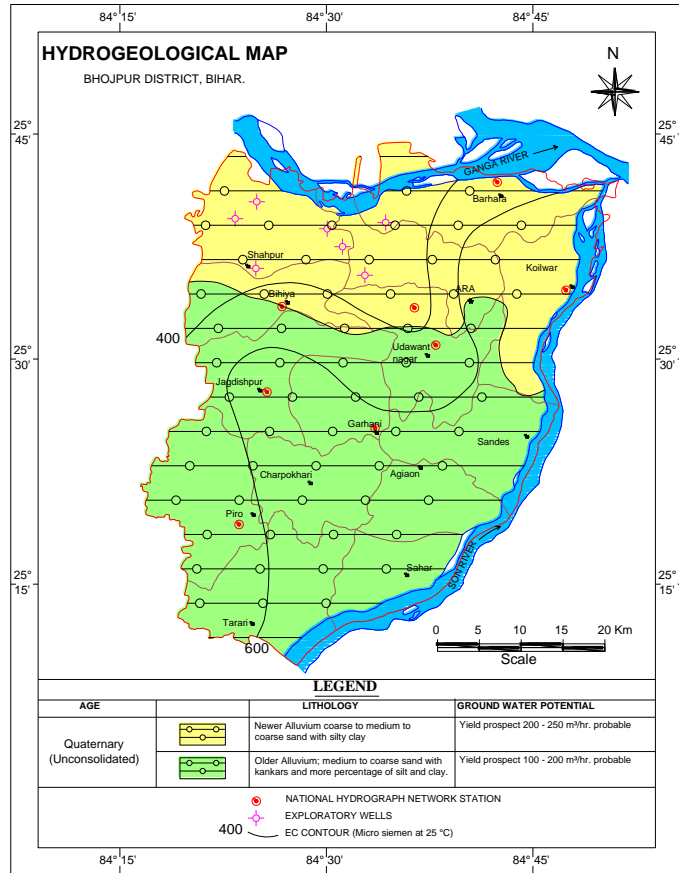 84° 15'
84° 30'
84° 45'
HYDROGEOLOGICAL MAP
BHOJPUR DISTRICT, BIHAR.
N
25°
45'
25°
45'
GANGA RIVER
Barhara
Shahpur
Koilwar
Bihiya
ARA
400
25°
30'
25°
30'
Udawant
nagar
Jagdishpur
Garhani
Sandes
Charpokhari
Agiaon
Piro
SON RIVER
25°
15'
25°
15'
Sahar
Tarari
600
0 5 10 15 20 Km
Scale
LEGEND
AGE LITHOLOGY GROUND WATER POTENTIAL
Quaternary
(Unconsolidated)
Newer Alluvium coarse to medium to
coarse sand with silty clay
Yield prospect 200 - 250 m³/hr. probable
Older Alluvium; medium to coarse sand with
kankars and more percentage of silt and clay.
Yield prospect 100 - 200 m³/hr. probable
NATIONAL HYDROGRAPH NETWORK STATION
EXPLORATORY WELLS
400 EC CONTOUR (Micro siemen at 25 °C)
84° 15'
84° 30'
84° 45'